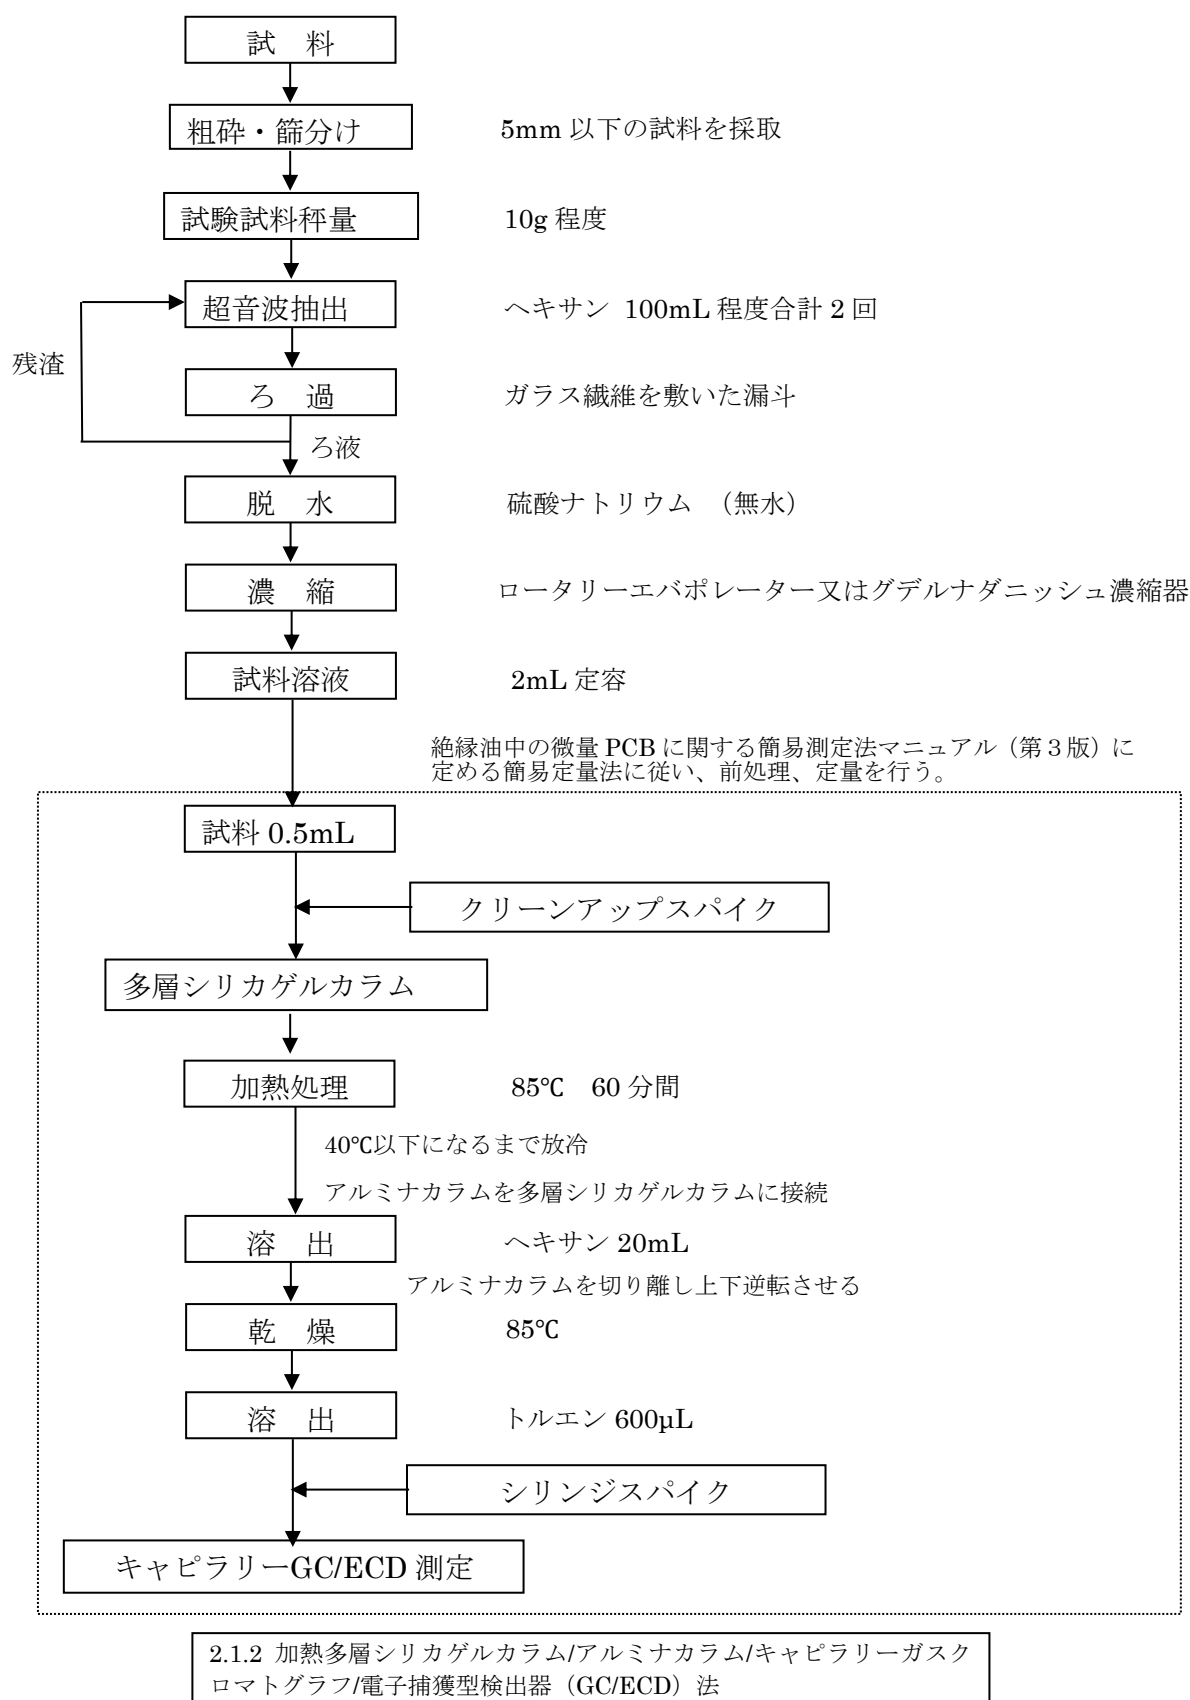 試　料
粗砕・篩分け
5mm 以下の試料を採取
試験試料秤量
10g 程度
超音波抽出
ヘキサン 100mL 程度合計 2 回
残渣
ろ　過
ガラス繊維を敷いた漏斗
ろ液
脱　水
硫酸ナトリウム （無水）
濃　縮
ロータリーエバポレーター又はグデルナダニッシュ濃縮器
試料溶液
2mL 定容
絶縁油中の微量 PCB に関する簡易測定法マニュアル（第３版）に
定める簡易定量法に従い、前処理、定量を行う。
試料 0.5mL
クリーンアップスパイク
多層シリカゲルカラム
加熱処理
85℃　60 分間
40℃以下になるまで放冷
アルミナカラムを多層シリカゲルカラムに接続
溶　出
ヘキサン 20mL
アルミナカラムを切り離し上下逆転させる
乾　燥
85℃
溶　出
トルエン 600μL
シリンジスパイク
キャピラリーGC/ECD 測定
2.1.2 加熱多層シリカゲルカラム/アルミナカラム/キャピラリーガスク
ロマトグラフ/電子捕獲型検出器（GC/ECD）法